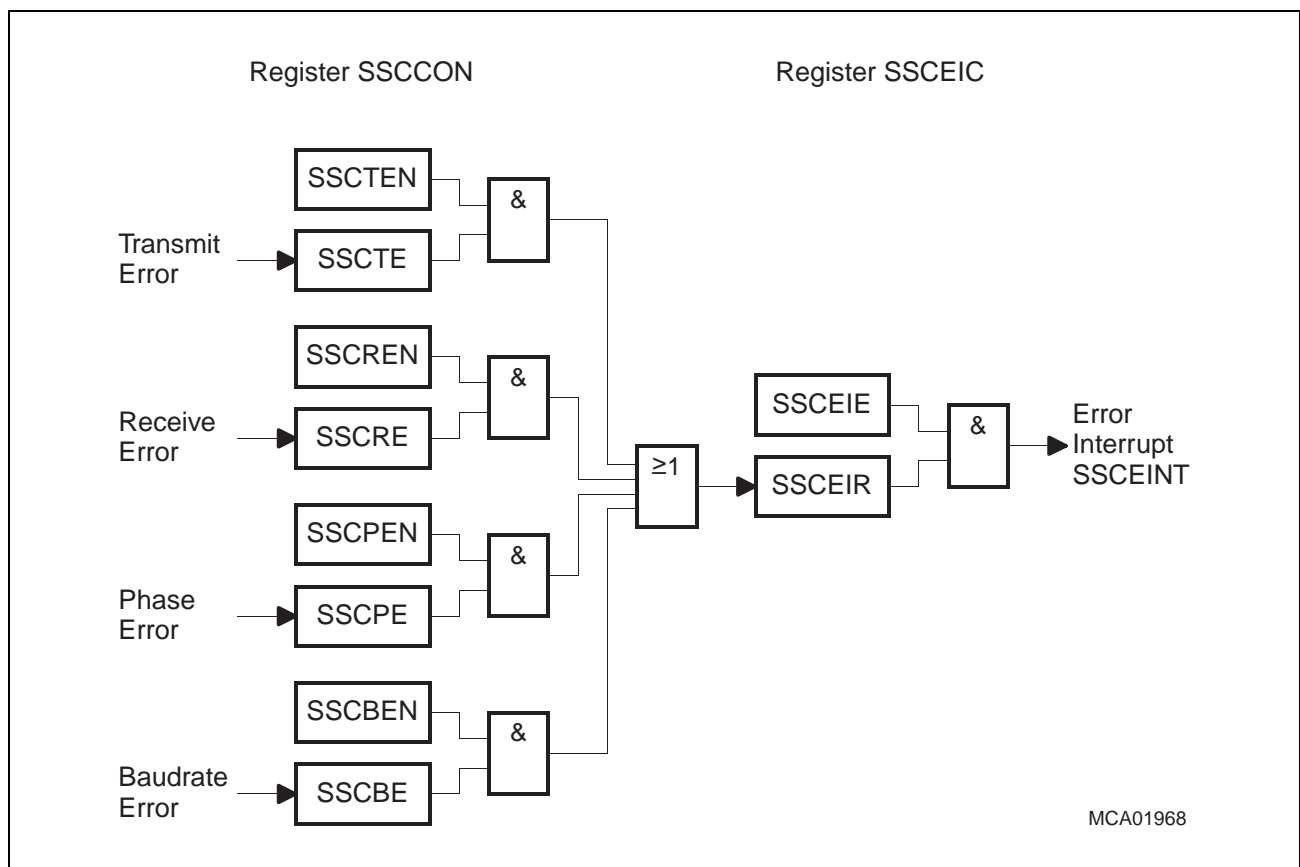 Register SSCCON
Register SSCEIC
SSCTEN
&
Transmit
Error
SSCTE
SSCREN
&
Receive
Error
SSCRE
SSCEIE
&
Error
Interrupt
SSCEINT
≥1
SSCEIR
SSCPEN
&
Phase
Error
SSCPE
SSCBEN
&
Baudrate
Error
SSCBE
MCA01968